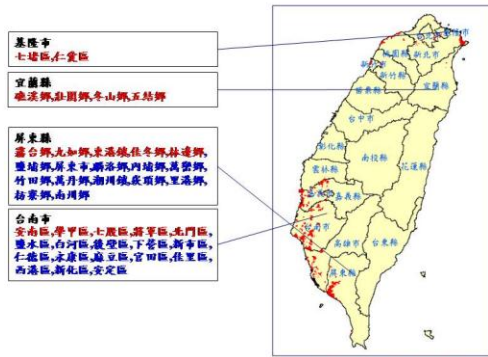 基隆市
七堵區,仁愛區
宜蘭縣
礁溪鄉,壯圍鄉,冬山鄉,五結鄉
屏東縣
霧台鄉,九如鄉,東港鎮,佳冬鄉,林邊鄉,
鹽埔鄉,屏東市,麟洛鄉,內埔鄉,萬巒鄉,
竹田鄉,萬丹鄉,潮州鎮,崁頂鄉,里港鄉,
枋寮鄉,南州鄉
台南市
安南區,學甲區,七股區,將軍區,北門區,
鹽水區,白河區,後壁區,下營區,新市區,
仁德區,永康區,麻豆區,官田區,佳里區,
西港區,新化區,安定區
桃園縣
新北市
新竹縣
宜蘭縣
苗栗縣
台中市
彰化縣
南投縣
花蓮縣
雲林縣
嘉義縣
台南市
高雄市
台東縣
屏東縣